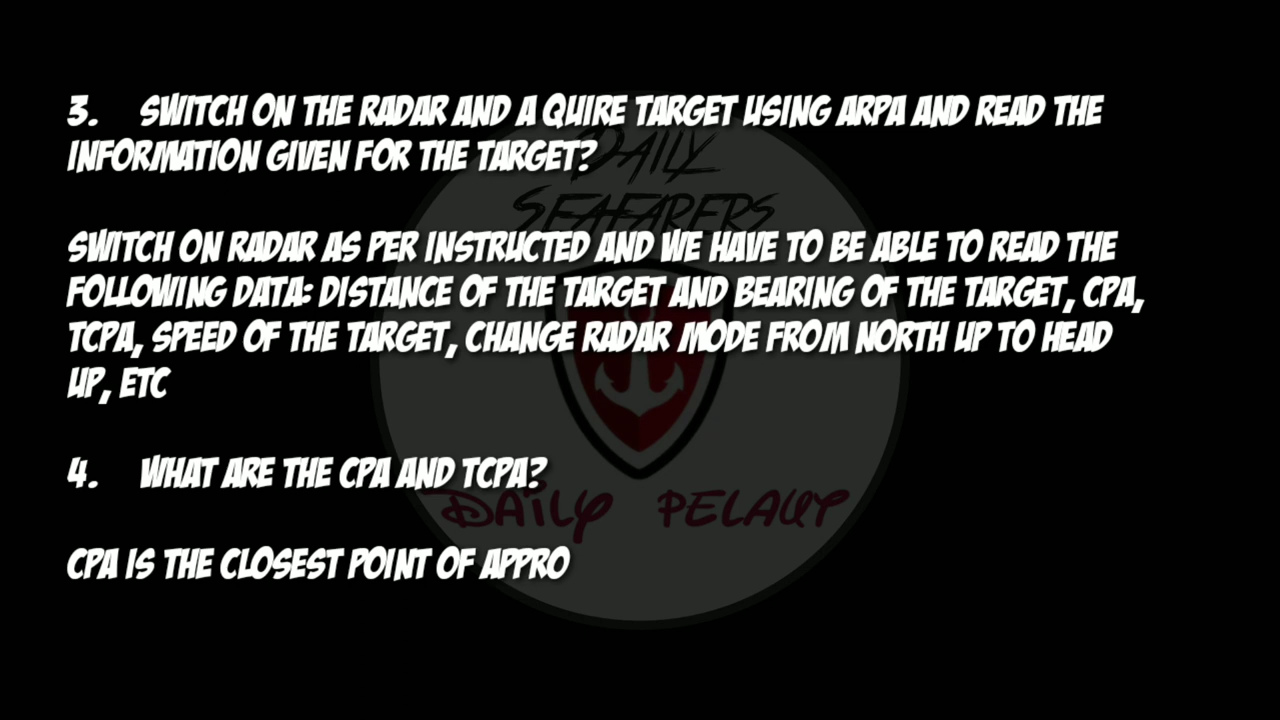 3. SWITCH ON THE RADAR AND A QUIRE TARGET USING ARPA AND READ THE
INFORMATION GIVEN FOR THE TARGET?
DAILY
SEAFARERS
SWITCH ON RADAR AS PER INSTRUCTED AND WE HAVE TO BE ABLE TO READ THE
FOLLOWING DATA: DISTANCE OF THE TARGET AND BEARING OF THE TARGET, CPA,
TCPA, SPEED OF THE TARGET, CHANGE RADAR MODE FROM NORTH UP TO HEAD
UP, ETC
4. WHAT ARE THE CPA AND TCPA?
DAILY PELAUT
CPA IS THE CLOSEST POINT OF APPRO